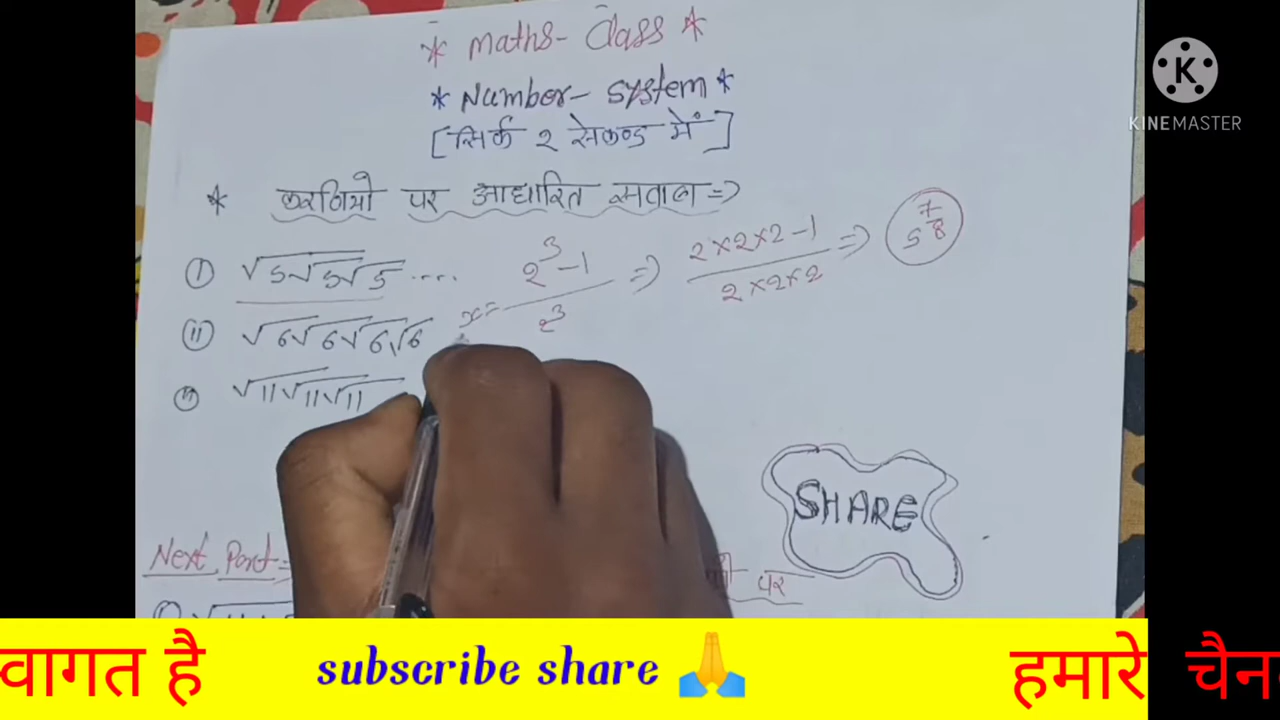 * Maths- Class *
* Number- System *
[सिर्फ २ सेकण्ड में]
* करणियो पर आधारित सवाल=>
① √5√5√5 .... x= 2³-1 / 2³ => 2×2×2-1 / 2×2×2 => 5^7/8
② √6√6√6√6
③ √11√11√11
SHARE
Next Part=
पर
वागत है subscribe share 🙏 हमारे चैन
KINEMASTER